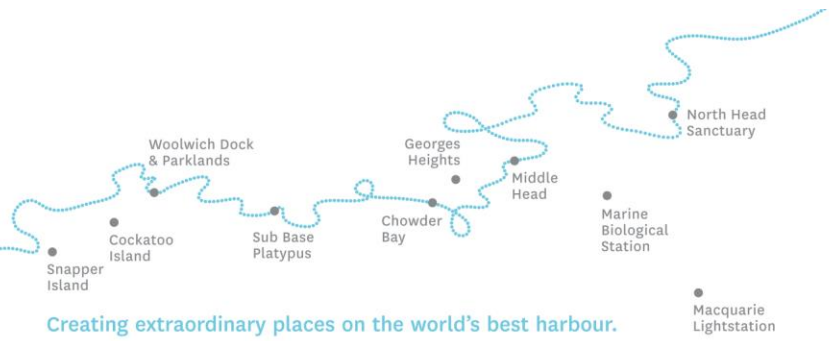 North Head
Sanctuary
Woolwich Dock
& Parklands
Georges
Heights
Middle
Head
Marine
Biological
Station
Chowder
Bay
Sub Base
Platypus
Cockatoo
Island
Snapper
Island
Macquarie
Lightstation
Creating extraordinary places on the world's best harbour.